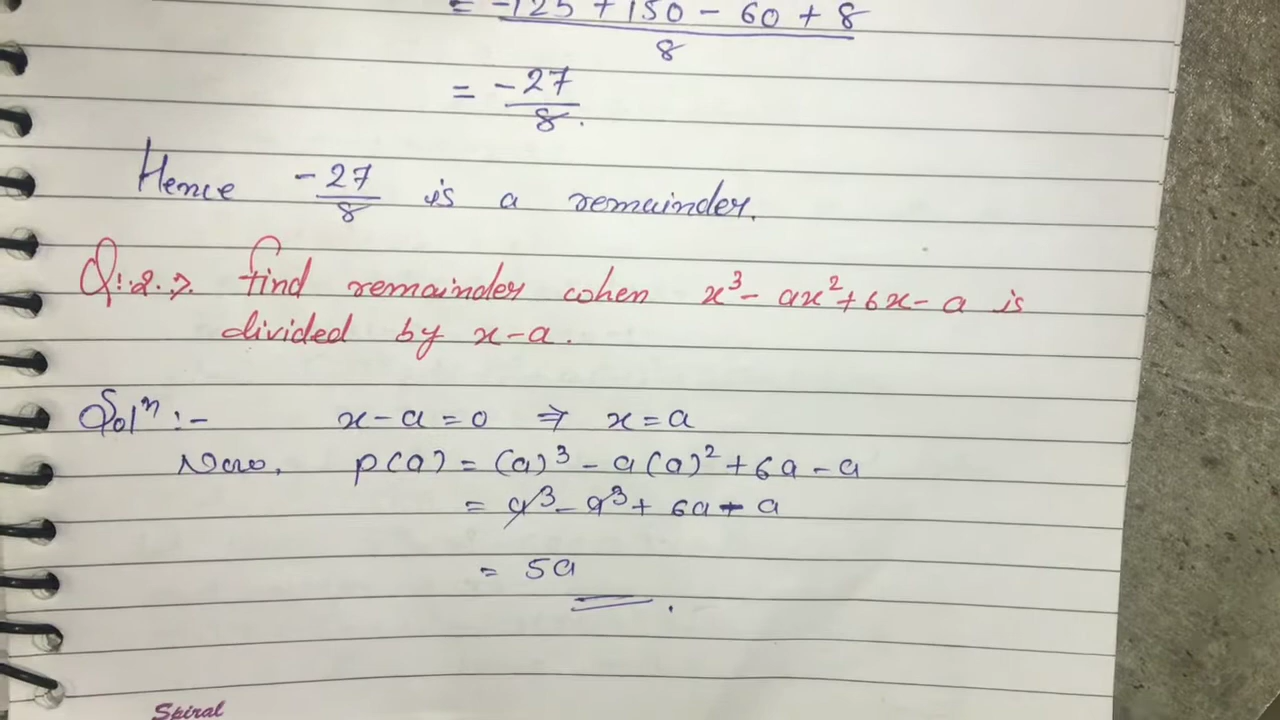 = -125 + 150 - 60 + 8
8
= -27
8.
Hence -27/8 is a remainder.
Q:.2.⇒ find remainder when x³- ax²+6x- a is
divided by x-a.
Solⁿ :- x-a=0 ⇒ x=a
Now, p(a) = (a)³ - a(a)² + 6a - a
= a³ - a³ + 6a - a
= 5a
Spiral